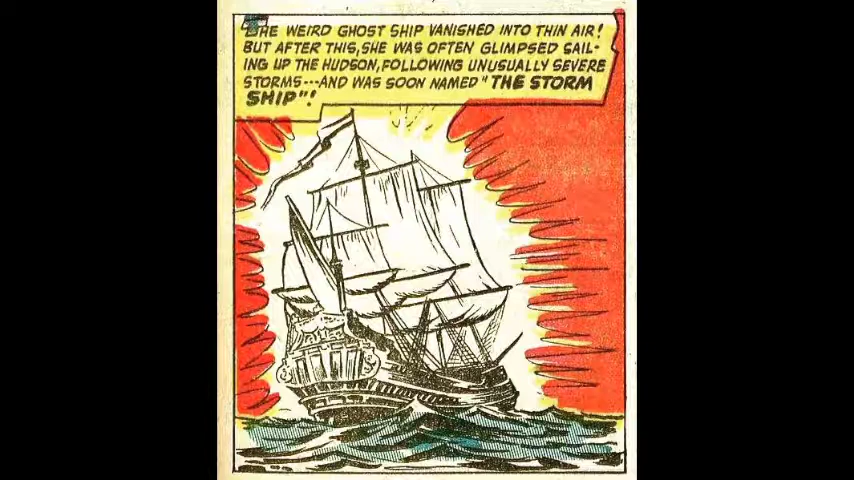 THE WEIRD GHOST SHIP VANISHED INTO THIN AIR!
BUT AFTER THIS, SHE WAS OFTEN GLIMPSED SAIL-
ING UP THE HUDSON, FOLLOWING UNUSUALLY SEVERE
STORMS---AND WAS SOON NAMED "THE STORM
SHIP"!